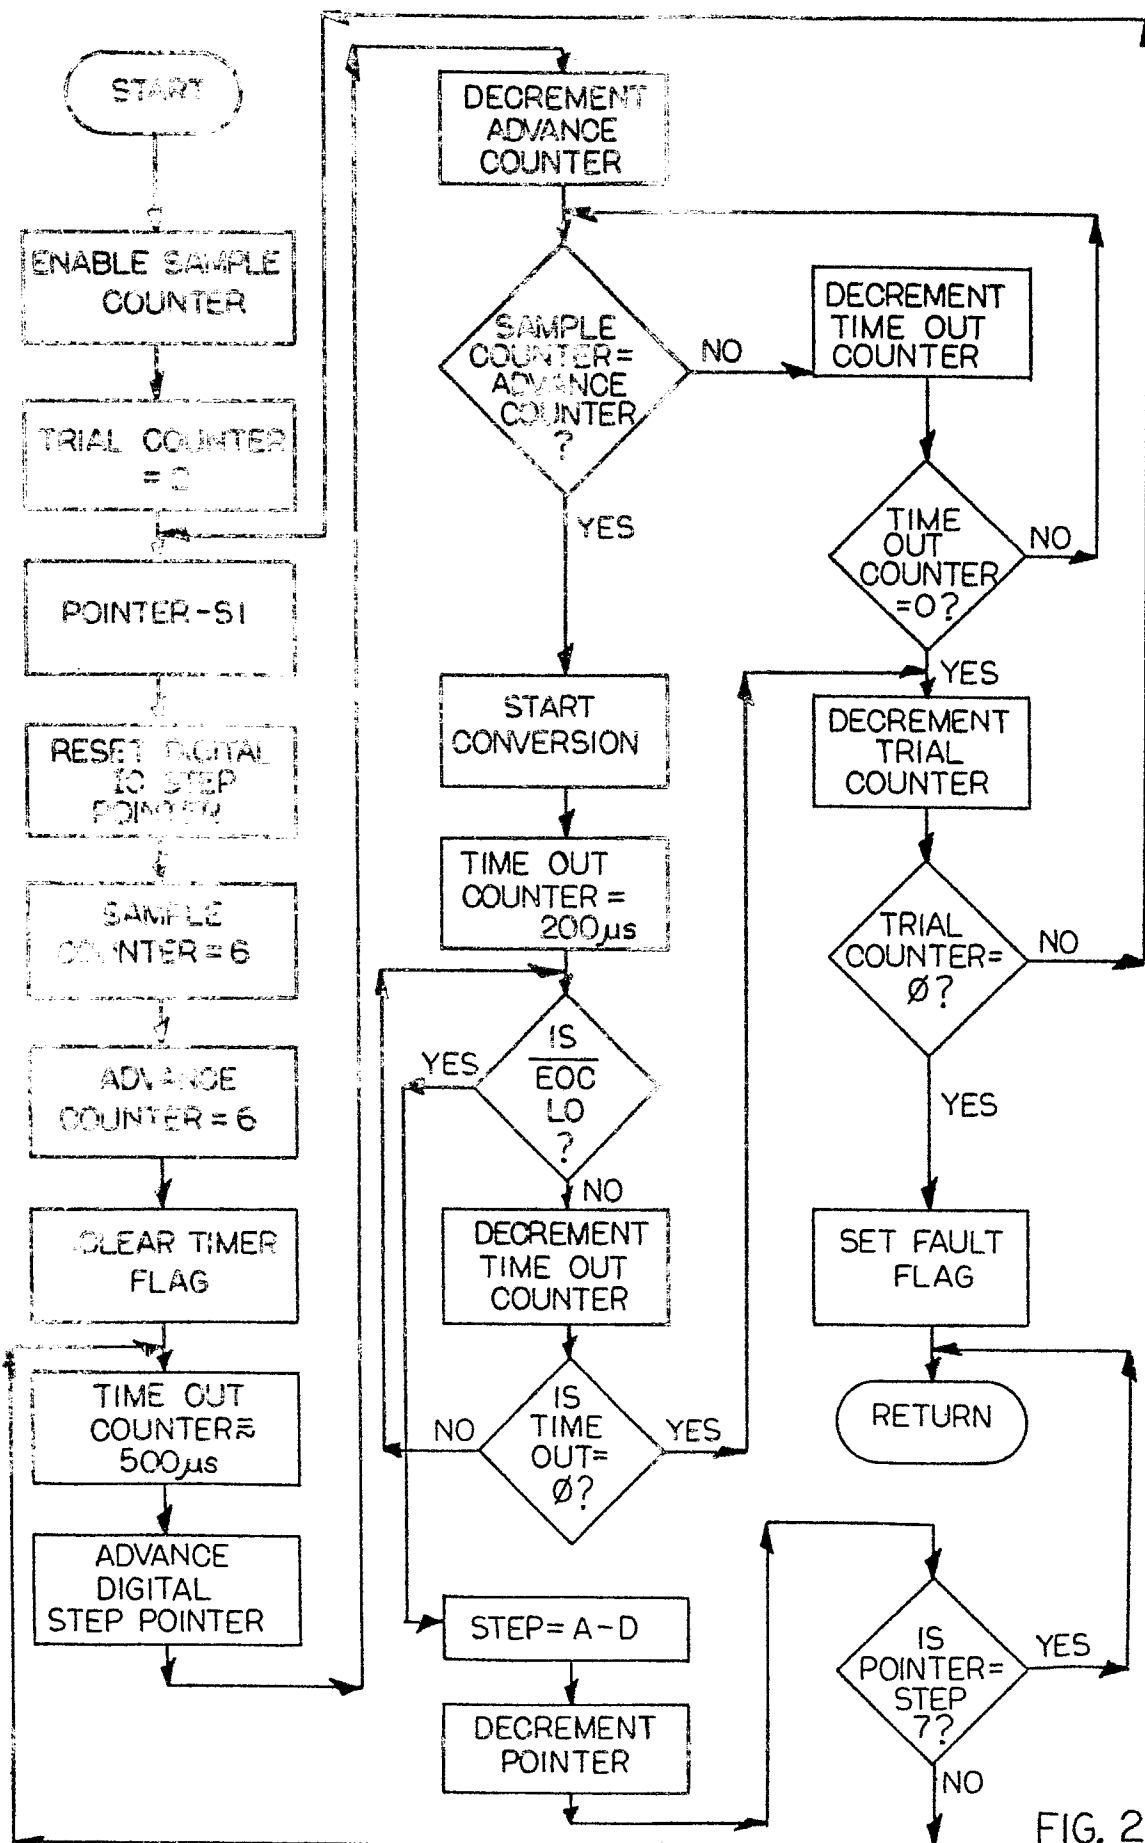 START
ENABLE SAMPLE
COUNTER
TRIAL COUNTER
=
POINTER-S1
RESET DIGITAL
IO STEP
POINTER
SAMPLE
COUNTER=6
ADVANCE
COUNTER=6
CLEAR TIMER
FLAG
TIME OUT
COUNTER≈
500µs
ADVANCE
DIGITAL
STEP POINTER
DECREMENT
ADVANCE
COUNTER
SAMPLE
COUNTER=
ADVANCE
COUNTER
?
NO
YES
START
CONVERSION
TIME OUT
COUNTER=
200µs
IS
EOC
LO
?
YES
NO
DECREMENT
TIME OUT
COUNTER
IS
TIME
OUT=
Ø?
NO
YES
STEP=A-D
DECREMENT
POINTER
DECREMENT
TIME OUT
COUNTER
TIME
OUT
COUNTER
=0?
NO
YES
DECREMENT
TRIAL
COUNTER
TRIAL
COUNTER=
Ø?
NO
YES
SET FAULT
FLAG
RETURN
IS
POINTER=
STEP
7?
YES
NO
FIG. 2